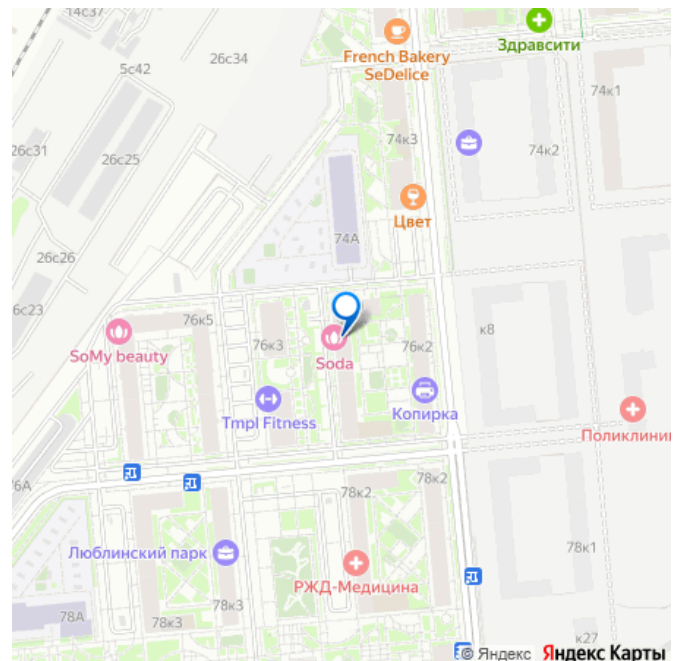 14с37
26с34
5с42
French Bakery
SeDelice
Здравсити
74к1
74к3
74к2
26с31
26с25
Цвет
74А
26с26
6с23
76к5
SoMy beauty
76к3
Soda
76к2
к8
Tmpl Fitness
Копирка
Поликлини
76А
78к2
78к2
Люблинский парк
РЖД-Медицина
78к1
78А
78к3
78к3
к27
© Яндекс Яндекс Карты